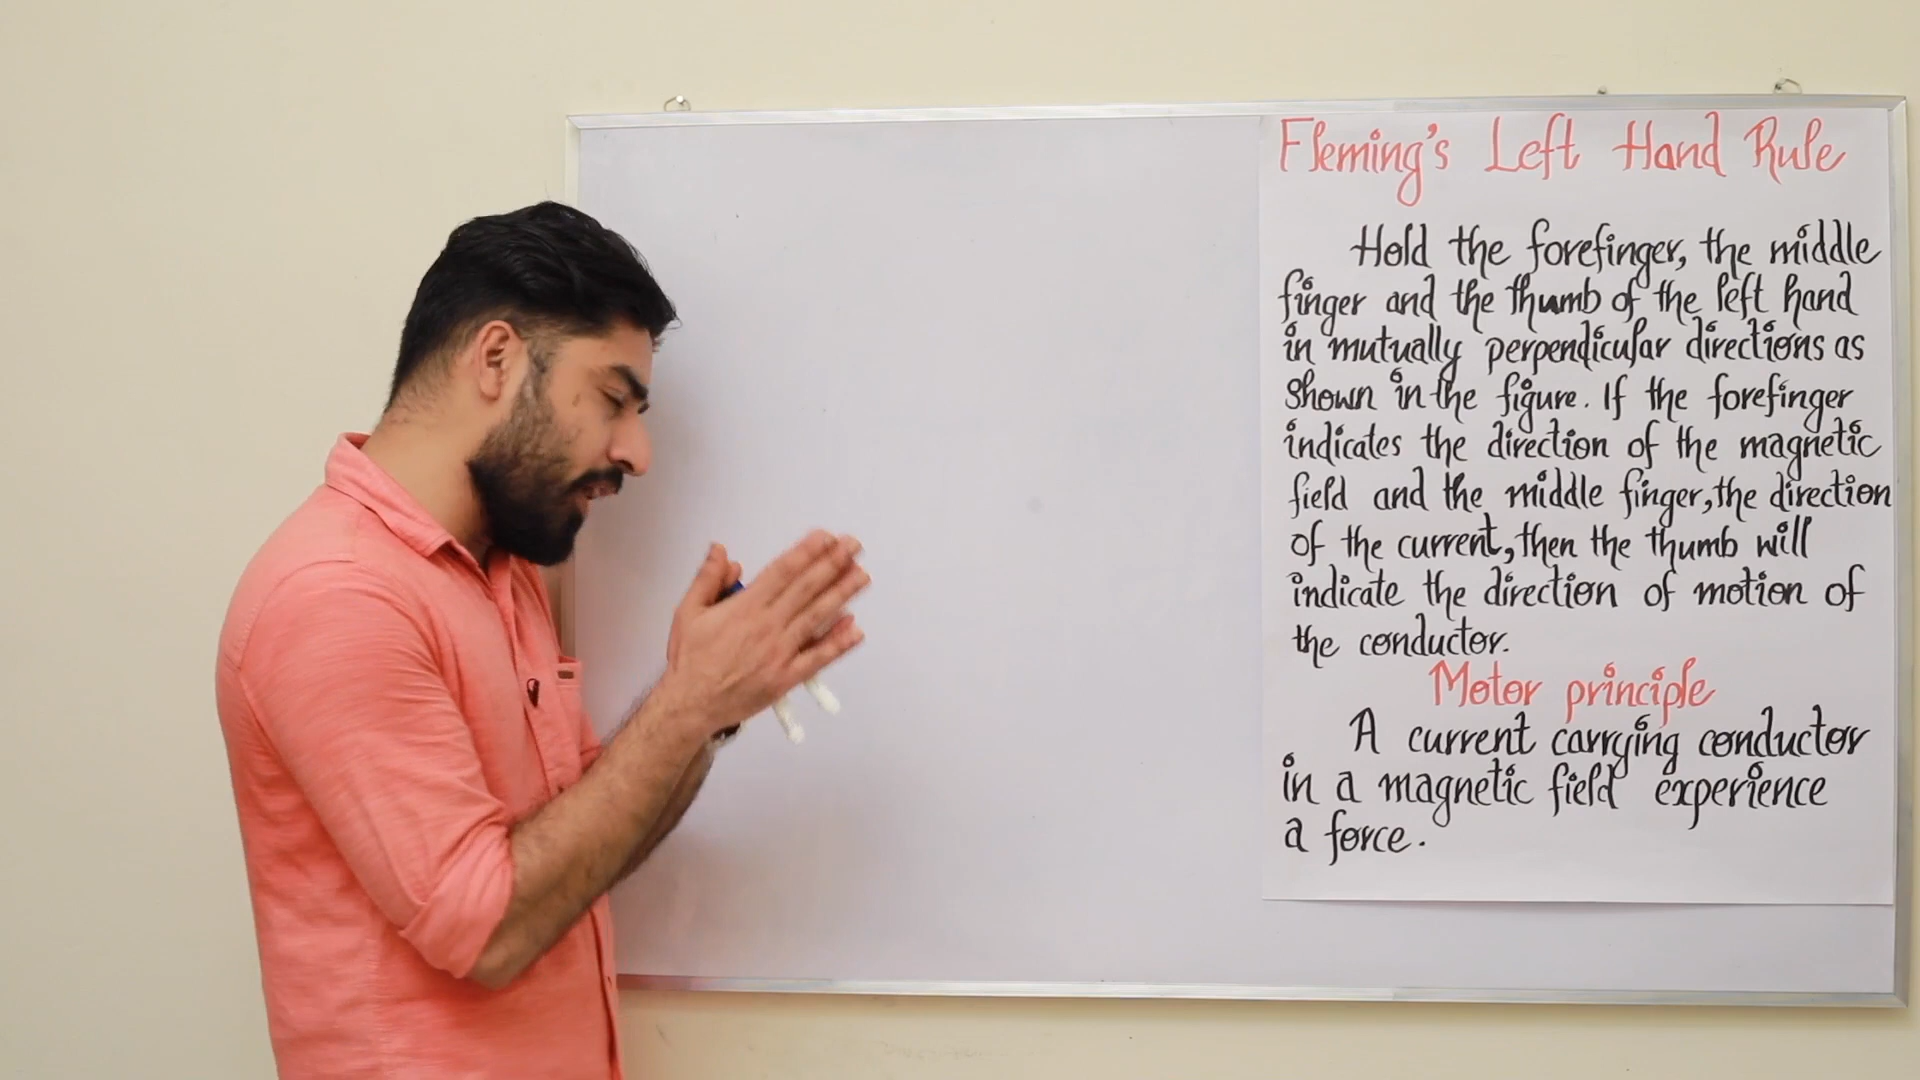 Fleming's Left Hand Rule
Hold the forefinger, the middle
finger and the thumb of the left hand
in mutually perpendicular directions as
shown in the figure. If the forefinger
indicates the direction of the magnetic
field and the middle finger, the direction
of the current, then the thumb will
indicate the direction of motion of
the conductor.
Motor principle
A current carrying conductor
in a magnetic field experience
a force.